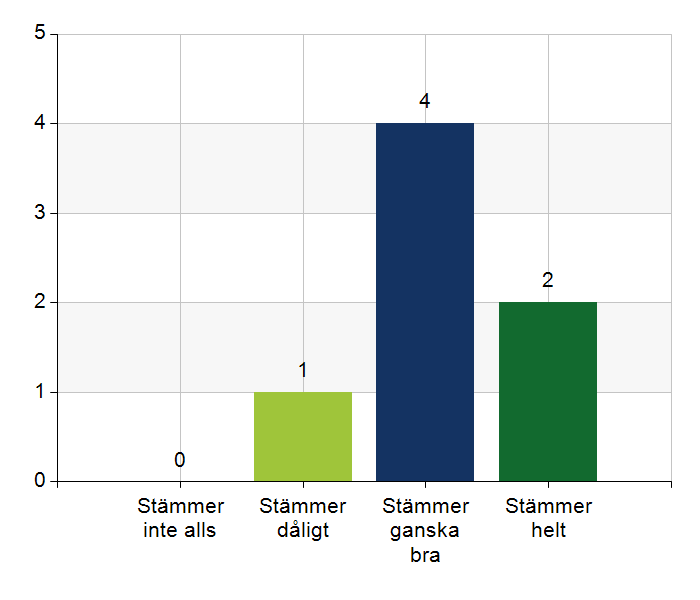 5
4
3
2
1
0
0
1
4
2
Stämmer
inte alls
Stämmer
dåligt
Stämmer
ganska
bra
Stämmer
helt